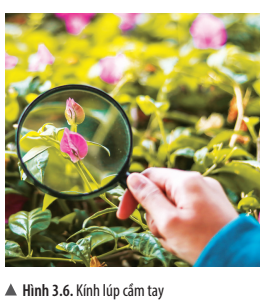 ▲ Hình 3.6. Kính lúp cầm tay